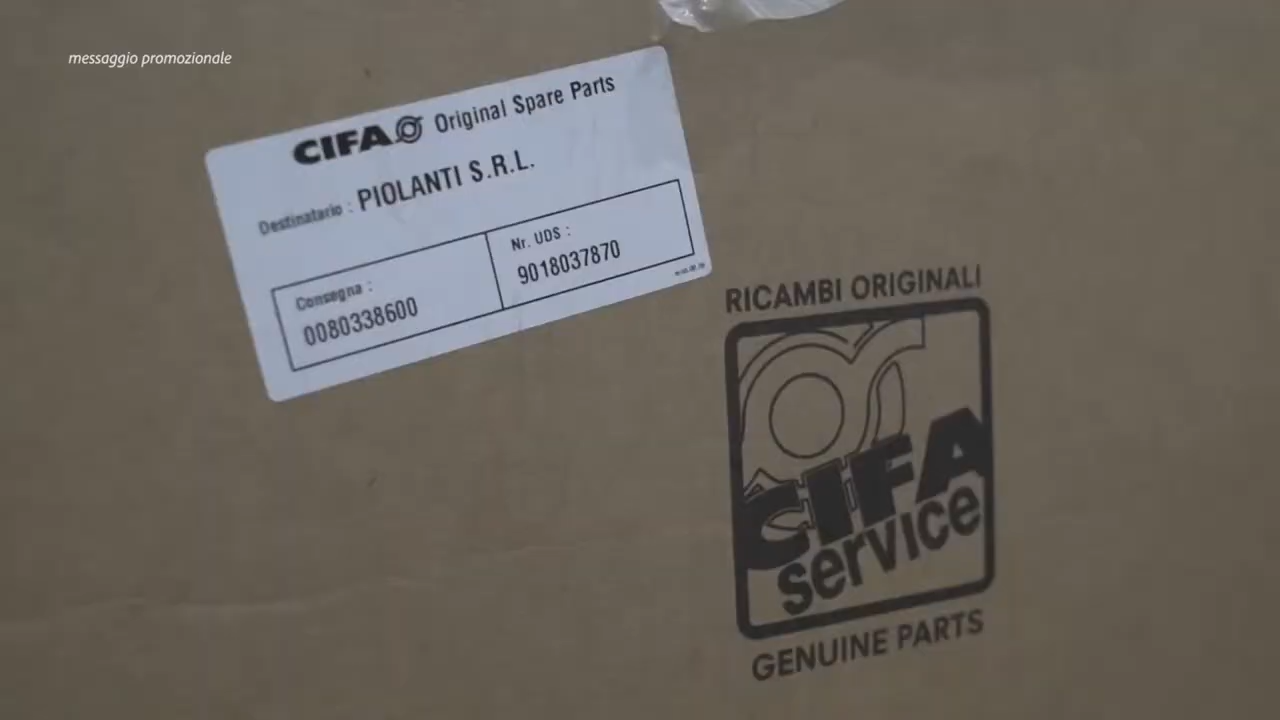 messaggio promozionale
CIFA Original Spare Parts
Destinatario : PIOLANTI S.R.L.
Consegna :
0080338600
Nr. UDS :
9018037870
RICAMBI ORIGINALI
CIFA
service
GENUINE PARTS